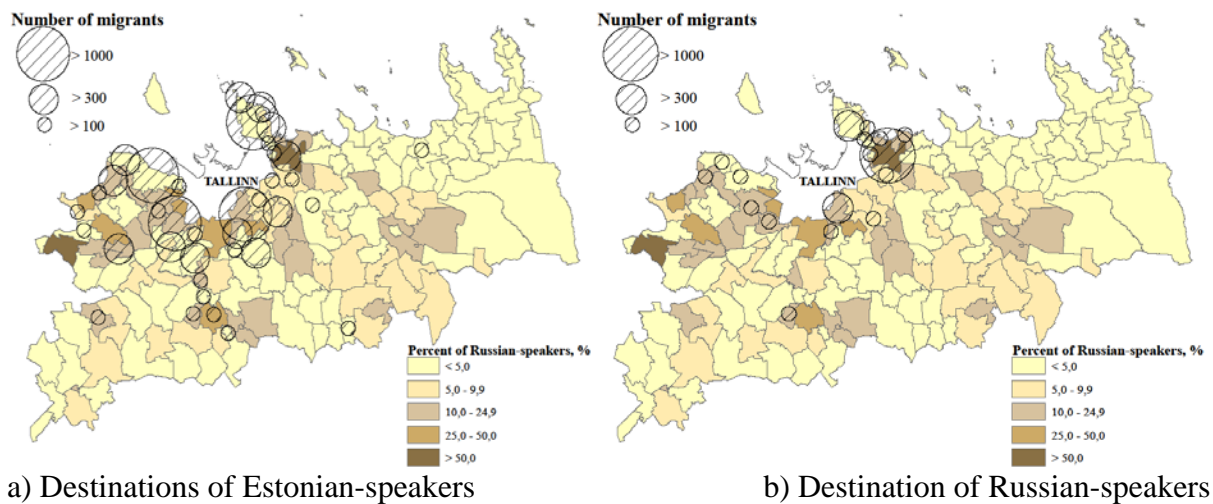 Number of migrants
> 1000
> 300
> 100
TALLINN
Percent of Russian-speakers, %
< 5,0
5,0 - 9,9
10,0 - 24,9
25,0 - 50,0
> 50,0
a) Destinations of Estonian-speakers
Number of migrants
> 1000
> 300
> 100
TALLINN
Percent of Russian-speakers, %
< 5,0
5,0 - 9,9
10,0 - 24,9
25,0 - 50,0
> 50,0
b) Destination of Russian-speakers